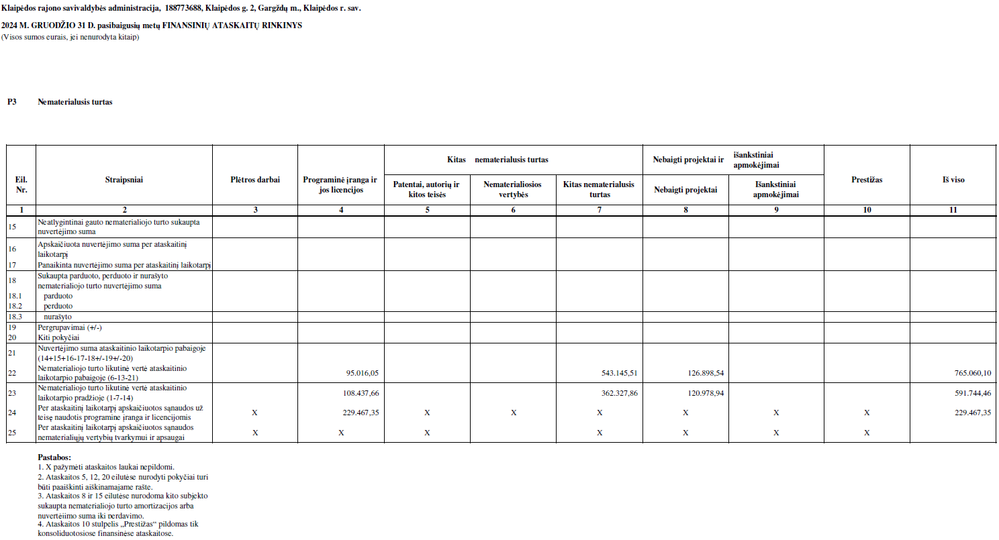 Klaipėdos rajono savivaldybės administracija, 188773688, Klaipėdos g. 2, Gargždų m., Klaipėdos r. sav.
2024 M. GRUODŽIO 31 D. pasibaigusių metų FINANSINIŲ ATASKAITŲ RINKINYS
(Visos sumos eurais, jei nenurodyta kitaip)
P3 Nematerialusis turtas
Eil. Nr. Straipsniai Plėtros darbai Programinė įranga ir jos licencijos Kitas nematerialusis turtas Nebaigti projektai ir išankstiniai apmokėjimai Prestižas Iš viso
Patentai, autorių ir kitos teisės Nematerialiosios vertybės Kitas nematerialusis turtas Nebaigti projektai Išankstiniai apmokėjimai
1 2 3 4 5 6 7 8 9 10 11
15 Neatlygintinai gauto nematerialiojo turto sukaupta
nuvertėjimo suma
16 Apskaičiuota nuvertėjimo suma per ataskaitinį
laikotarpį
17 Panaikinta nuvertėjimo suma per ataskaitinį laikotarpį
18 Sukaupta parduoto, perduoto ir nurašyto
nematerialiojo turto nuvertėjimo suma
18.1 parduoto
18.2 perduoto
18.3 nurašyto
19 Pergrupavimai (+/-)
20 Kiti pokyčiai
21 Nuvertėjimo suma ataskaitinio laikotarpio pabaigoje
(14+15+16-17-18+/-19+/-20)
22 Nematerialiojo turto likutinė vertė ataskaitinio
laikotarpio pabaigoje (6-13-21) 95.016,05 543.145,51 126.898,54 765.060,10
23 Nematerialiojo turto likutinė vertė ataskaitinio
laikotarpio pradžioje (1-7-14) 108.437,66 362.327,86 120.978,94 591.744,46
24 Per ataskaitinį laikotarpį apskaičiuotos sąnaudos už
teisę naudotis programine įranga ir licencijomis X 229.467,35 X X X X X X 229.467,35
25 Per ataskaitinį laikotarpį apskaičiuotos sąnaudos
nematerialiųjų vertybių tvarkymui ir apsaugai X X X X X X X
Pastabos:
1. X pažymėti ataskaitos laukai nepildomi.
2. Ataskaitos 5, 12, 20 eilutėse nurodyti pokyčiai turi
būti paaiškinti aiškinamajame rašte.
3. Ataskaitos 8 ir 15 eilutėse nurodoma kito subjekto
sukaupta nematerialiojo turto amortizacijos arba
nuvertėjimo suma iki perdavimo.
4. Ataskaitos 10 stulpelis „Prestižas“ pildomas tik
konsoliduotosiose finansinėse ataskaitose.